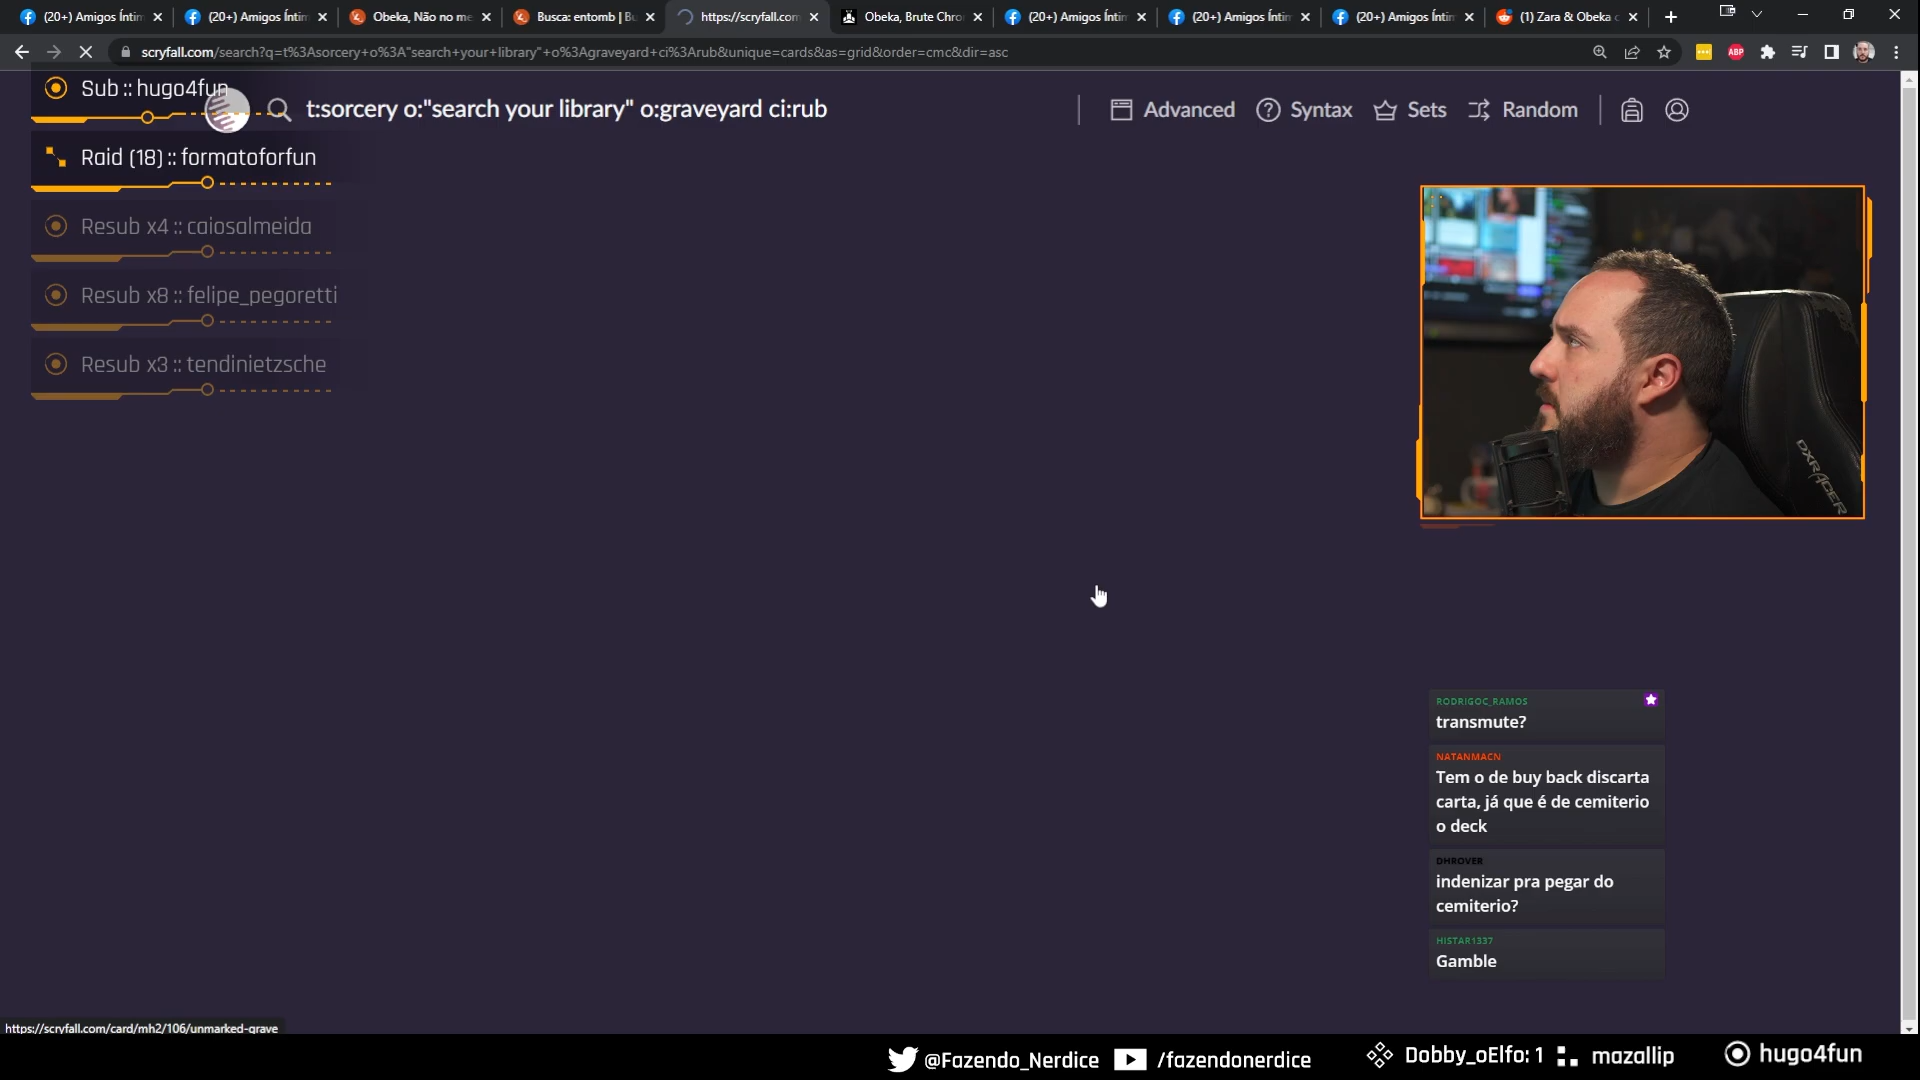 (20+) Amigos Íntim
(20+) Amigos Íntim
Obeka, Não no me
Busca: entomb | Bu
https://scryfall.com
Obeka, Brute Chro
(20+) Amigos Íntim
(20+) Amigos Íntim
(20+) Amigos Íntim
(1) Zara & Obeka c
scryfall.com/search?q=t%3Asorcery+o%3A"search+your+library"+o%3Agraveyard+ci%3Arub&unique=cards&as=grid&order=cmc&dir=asc
ABP
Sub :: hugo4fun
t:sorcery o:"search your library" o:graveyard ci:rub
Advanced
Syntax
Sets
Random
Raid (18) :: formatoforfun
Resub x4 :: caiosalmeida
Resub x8 :: felipe_pegoretti
Resub x3 :: tendinietzsche
DXRACER
RODRIGOC_RAMOS
transmute?
NATANMACN
Tem o de buy back discarta
carta, já que é de cemiterio
o deck
DHROVER
indenizar pra pegar do
cemiterio?
HISTAR1337
Gamble
https://scryfall.com/card/mh2/106/unmarked-grave
@Fazendo_Nerdice
/fazendonerdice
Dobby_oElfo: 1
mazallip
hugo4fun